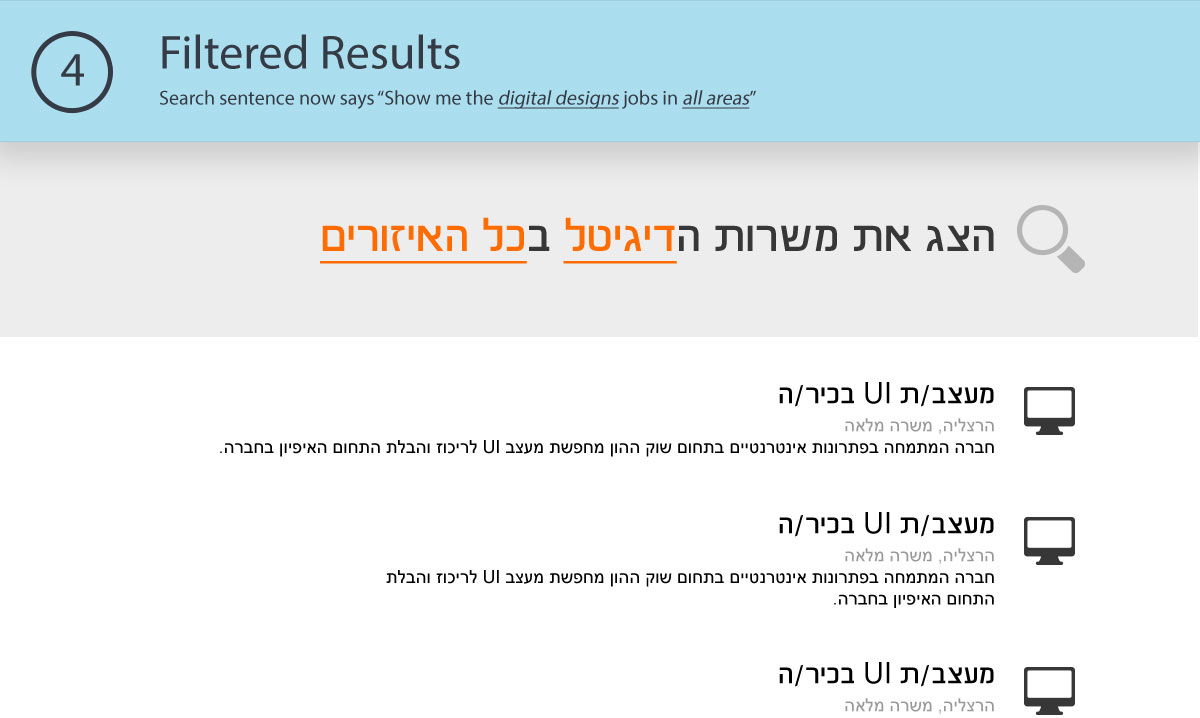 4
Filtered Results
Search sentence now says “Show me the digital designs jobs in all areas”
הצג את משרות הדיגיטל בכל האיזורים
מעצב/ת UI בכיר/ה
הרצליה, משרה מלאה
חברה המתמחה בפתרונות אינטרנטיים בתחום שוק ההון מחפשת מעצב UI לריכוז והבלת התחום האיפיון בחברה.
מעצב/ת UI בכיר/ה
הרצליה, משרה מלאה
חברה המתמחה בפתרונות אינטרנטיים בתחום שוק ההון מחפשת מעצב UI לריכוז והבלת
התחום האיפיון בחברה.
מעצב/ת UI בכיר/ה
הרצליה, משרה מלאה